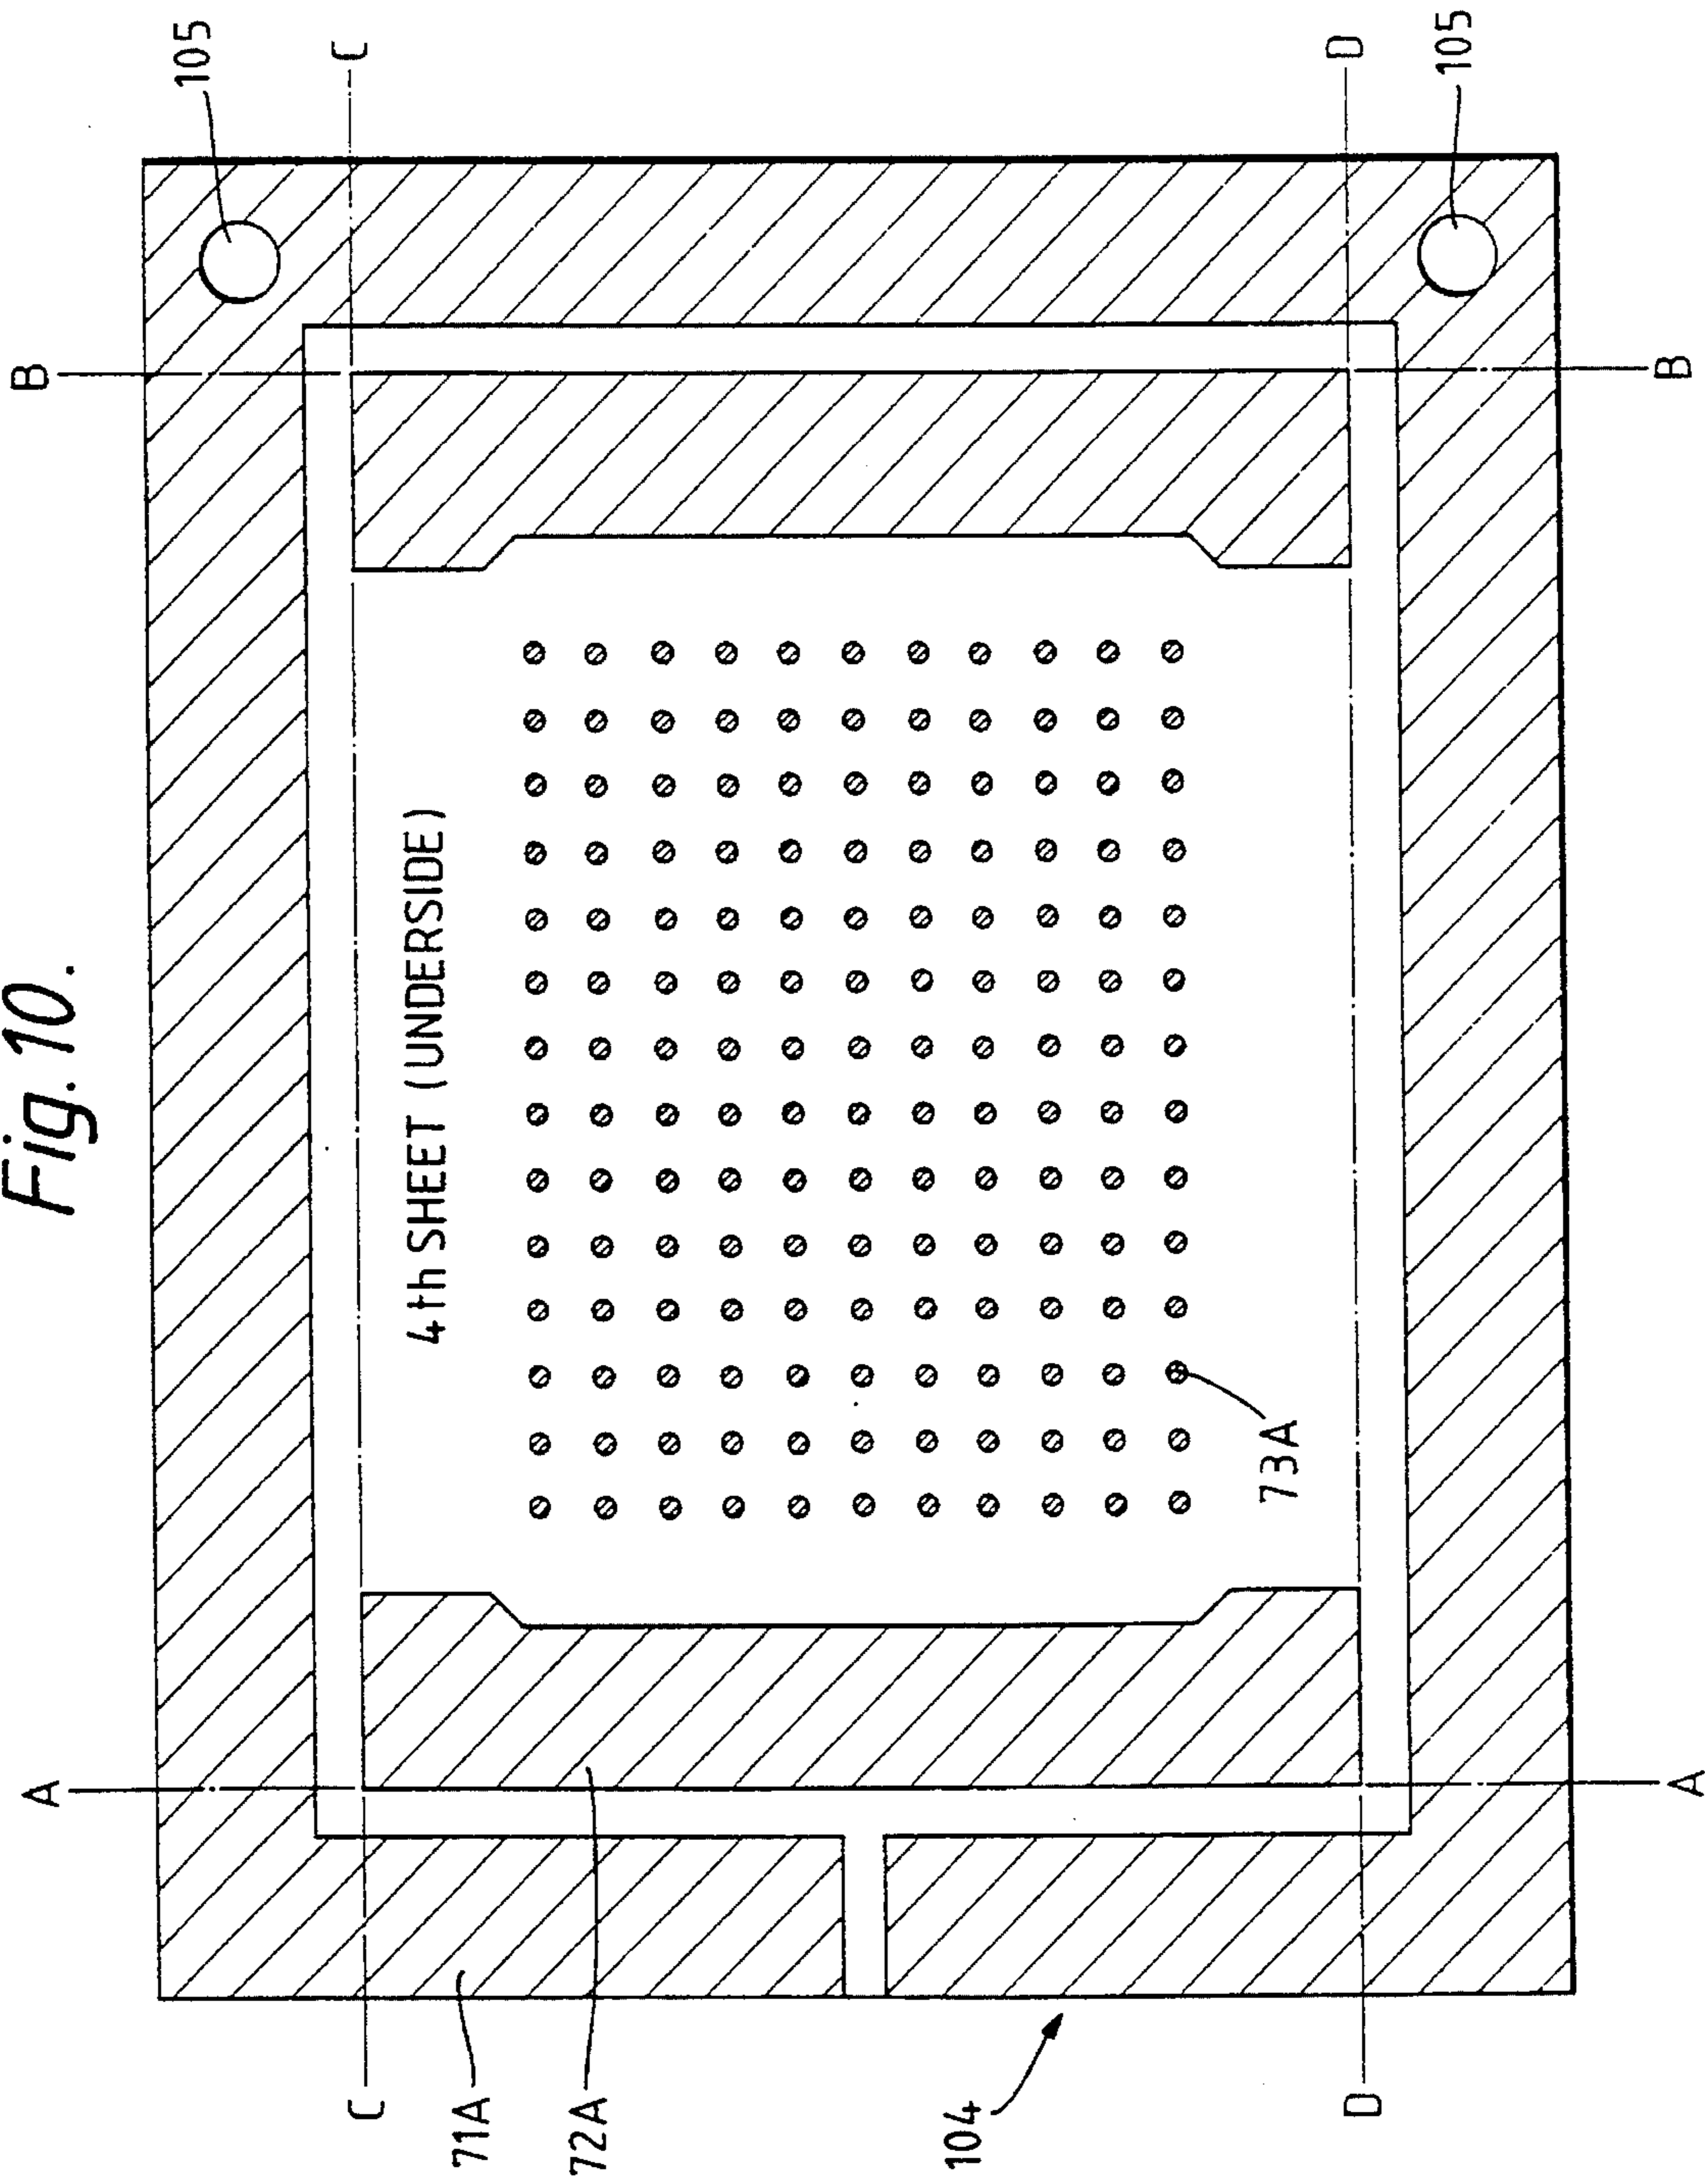 Fig. 10.
105
C
D
105
B
B
4th SHEET (UNDERSIDE)
73A
A
A
C
71A
72A
104
D